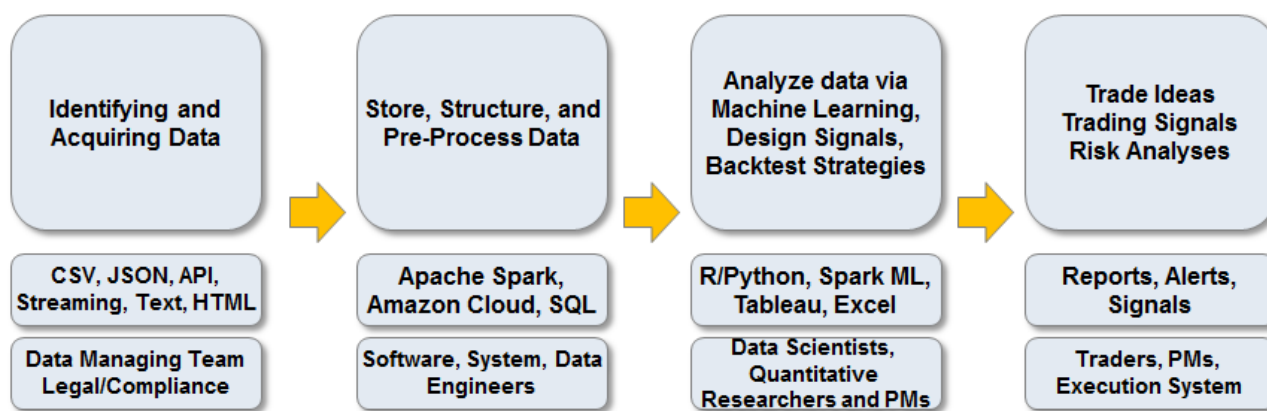 Identifying and
Acquiring Data
Store, Structure, and
Pre-Process Data
Analyze data via
Machine Learning,
Design Signals,
Backtest Strategies
Trade Ideas
Trading Signals
Risk Analyses
CSV, JSON, API,
Streaming, Text, HTML
Apache Spark,
Amazon Cloud, SQL
R/Python, Spark ML,
Tableau, Excel
Reports, Alerts,
Signals
Data Managing Team
Legal/Compliance
Software, System, Data
Engineers
Data Scientists,
Quantitative
Researchers and PMs
Traders, PMs,
Execution System